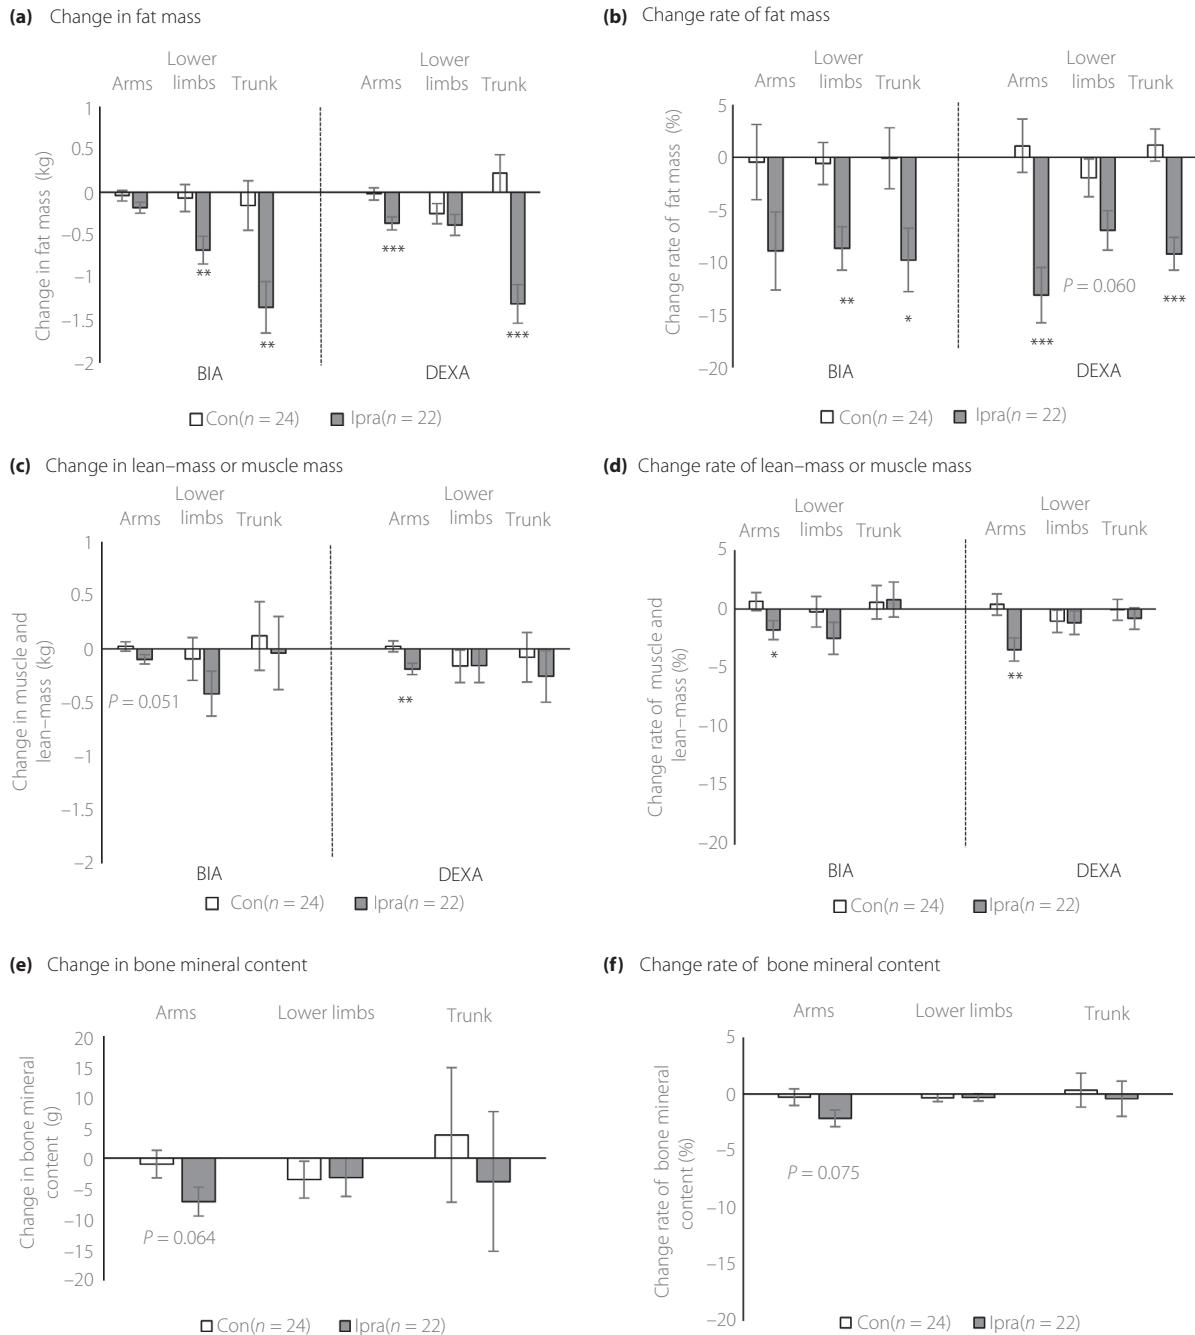 (a) Change in fat mass
Lower
Arms limbs Trunk
Lower
Arms limbs Trunk
1
0.5
0
−0.5
−1
−1.5
−2
Change in fat mass (kg)
**
**
***
***
BIA
DEXA
Con(n = 24) Ipra(n = 22)
(b) Change rate of fat mass
Lower
Arms limbs Trunk
Lower
Arms limbs Trunk
5
0
−5
−10
−15
−20
Change rate of fat mass (%)
**
*
***
P = 0.060
***
BIA
DEXA
Con(n = 24) Ipra(n = 22)
(c) Change in lean–mass or muscle mass
Lower
Arms limbs Trunk
Lower
Arms limbs Trunk
1
0.5
0
−0.5
−1
−1.5
−2
Change in muscle and
lean–mass (kg)
P = 0.051
**
BIA
DEXA
Con(n = 24) Ipra(n = 22)
(d) Change rate of lean–mass or muscle mass
Lower
Arms limbs Trunk
Lower
Arms limbs Trunk
5
0
−5
−10
−15
−20
Change rate of muscle and
lean–mass (%)
*
**
BIA
DEXA
Con(n = 24) Ipra(n = 22)
(e) Change in bone mineral content
Arms Lower limbs Trunk
20
15
10
5
0
−5
−10
−15
−20
Change in bone mineral
content (g)
P = 0.064
Con(n = 24) Ipra(n = 22)
(f) Change rate of bone mineral content
Arms Lower limbs Trunk
5
0
−5
−10
−15
−20
Change rate of bone mineral
content (%)
P = 0.075
Con(n = 24) Ipra(n = 22)